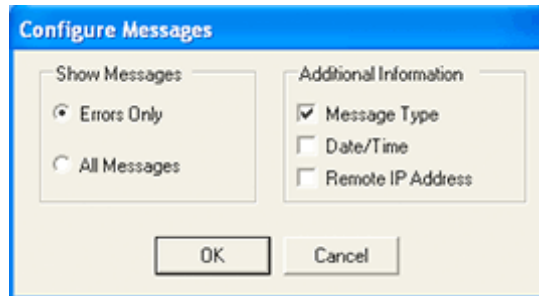 Configure Messages
Show Messages
Errors Only
All Messages
Additional Information
Message Type
Date/Time
Remote IP Address
OK
Cancel